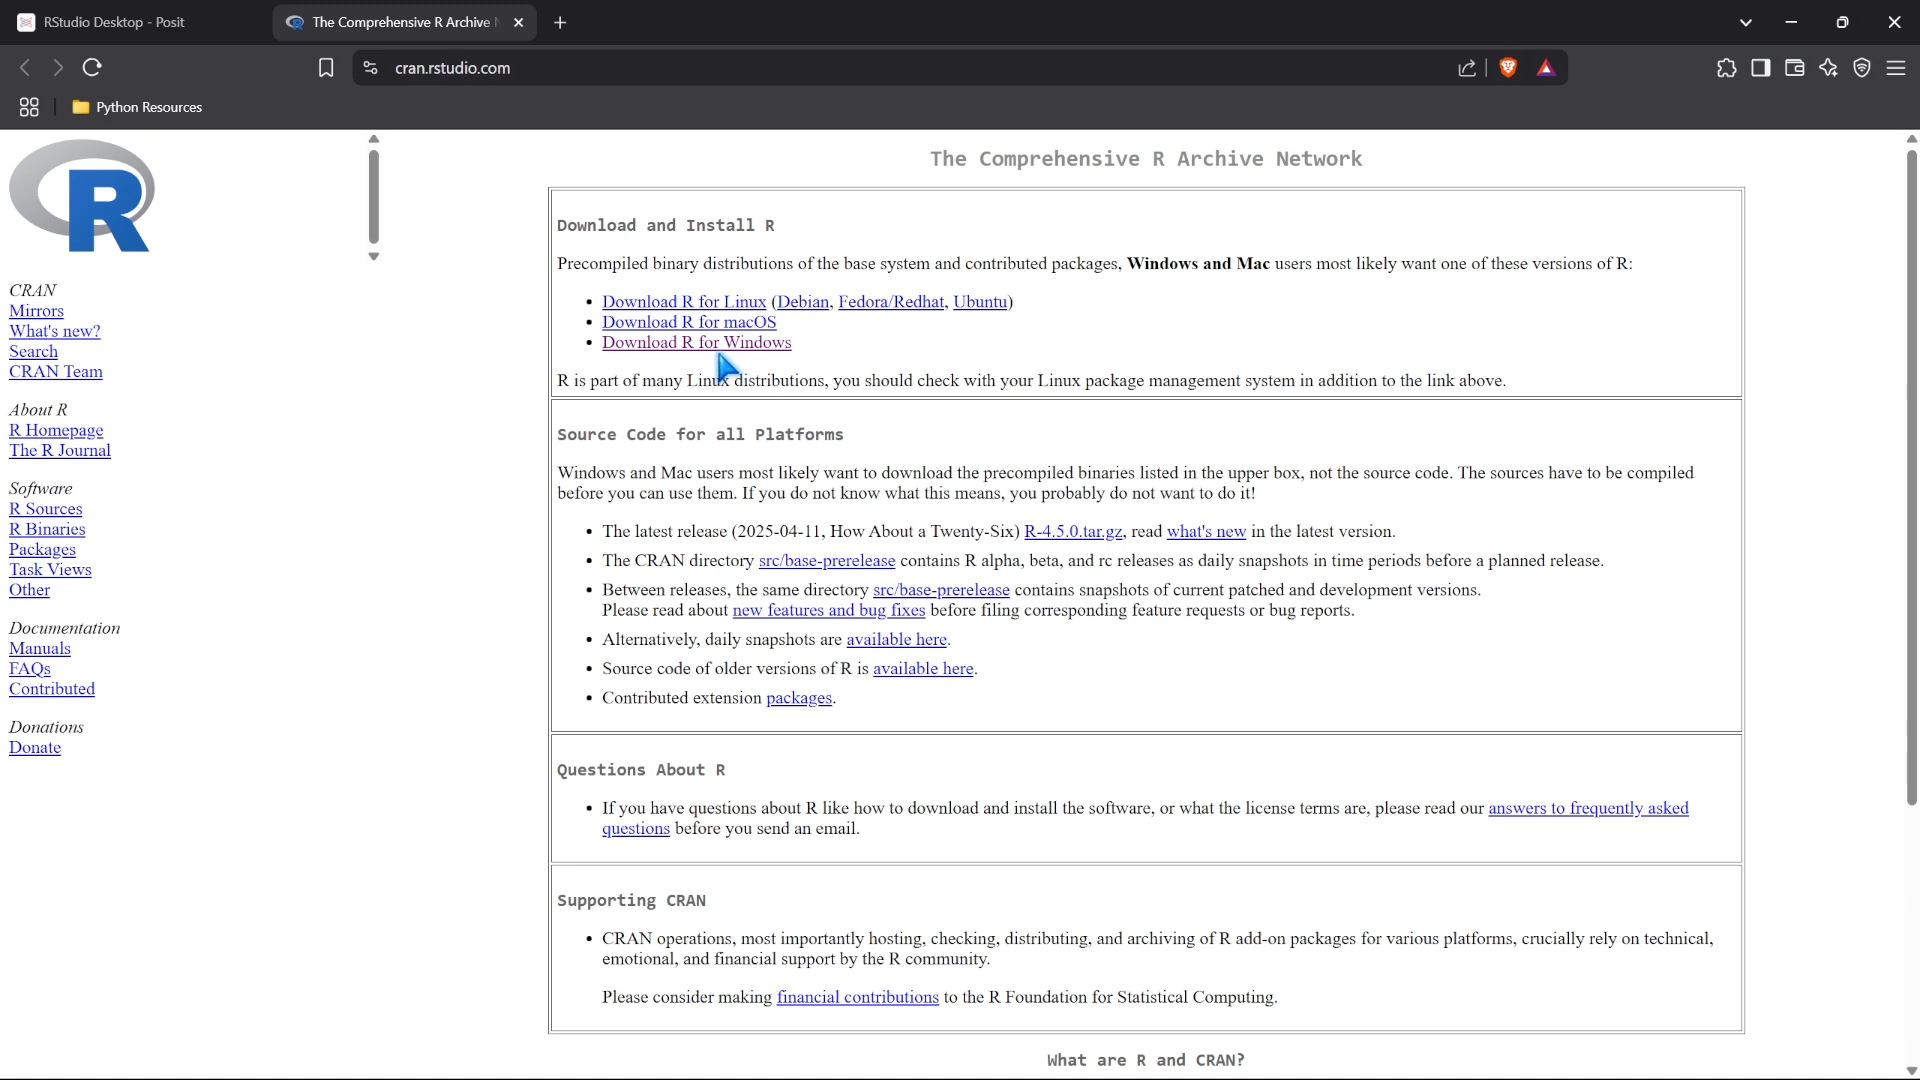 RStudio Desktop - Posit
The Comprehensive R Archive
cran.rstudio.com
Python Resources
R
CRAN
Mirrors
What's new?
Search
CRAN Team
About R
R Homepage
The R Journal
Software
R Sources
R Binaries
Packages
Task Views
Other
Documentation
Manuals
FAQs
Contributed
Donations
Donate
The Comprehensive R Archive Network
Download and Install R
Precompiled binary distributions of the base system and contributed packages, Windows and Mac users most likely want one of these versions of R:
• Download R for Linux (Debian, Fedora/Redhat, Ubuntu)
• Download R for macOS
• Download R for Windows
R is part of many Linux distributions, you should check with your Linux package management system in addition to the link above.
Source Code for all Platforms
Windows and Mac users most likely want to download the precompiled binaries listed in the upper box, not the source code. The sources have to be compiled
before you can use them. If you do not know what this means, you probably do not want to do it!
• The latest release (2025-04-11, How About a Twenty-Six) R-4.5.0.tar.gz, read what's new in the latest version.
• The CRAN directory src/base-prerelease contains R alpha, beta, and rc releases as daily snapshots in time periods before a planned release.
• Between releases, the same directory src/base-prerelease contains snapshots of current patched and development versions.
Please read about new features and bug fixes before filing corresponding feature requests or bug reports.
• Alternatively, daily snapshots are available here.
• Source code of older versions of R is available here.
• Contributed extension packages.
Questions About R
• If you have questions about R like how to download and install the software, or what the license terms are, please read our answers to frequently asked
questions before you send an email.
Supporting CRAN
• CRAN operations, most importantly hosting, checking, distributing, and archiving of R add-on packages for various platforms, crucially rely on technical,
emotional, and financial support by the R community.
Please consider making financial contributions to the R Foundation for Statistical Computing.
What are R and CRAN?